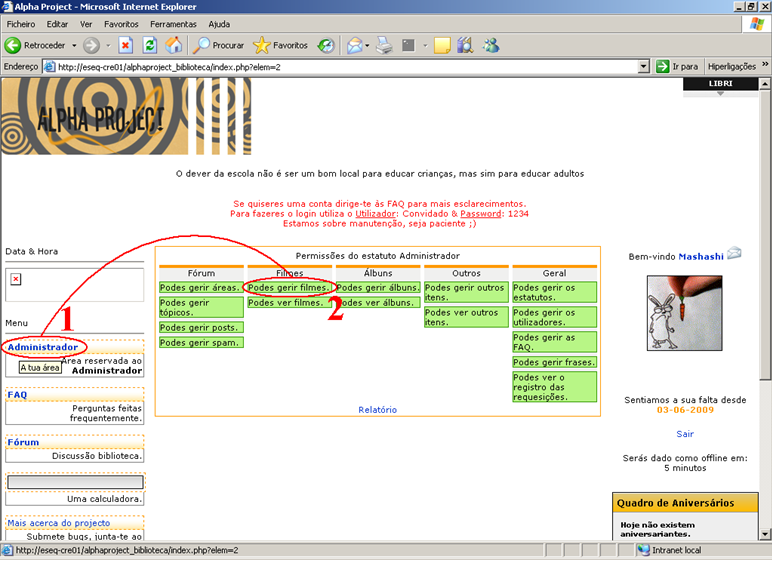 Alpha Project - Microsoft Internet Explorer
Ficheiro Editar Ver Favoritos Ferramentas Ajuda
Retroceder Procurar Favoritos
Endereço http://eseq-cre01/alphaproject_biblioteca/index.php?elem=2 Ir para Hiperligações »
LIBRI
ALPHA PROJECT
O dever da escola não é ser um bom local para educar crianças, mas sim para educar adultos
Se quiseres uma conta dirige-te ás FAQ para mais esclarecimentos.
Para fazeres o login utiliza o Utilizador: Convidado & Password: 1234
Estamos sobre manutenção, seja paciente ;)
Data & Hora
Menu
1
Administrador
Área reservada ao
Administrador
A tua área
FAQ
Perguntas feitas
frequentemente.
Fórum
Discussão biblioteca.
Uma calculadora.
Mais acerca do projecto
Submete bugs, junta-te ao
Permissões do estatuto Administrador
Fórum
Podes gerir áreas.
Podes gerir
tópicos.
Podes gerir posts.
Podes gerir spam.
Filmes
Podes gerir filmes.
Podes ver filmes.
2
Álbuns
Podes gerir álbuns.
Podes ver álbuns.
Outros
Podes gerir outros
itens.
Podes ver outros
itens.
Geral
Podes gerir os
estatutos.
Podes gerir os
utilizadores.
Podes gerir as
FAQ.
Podes gerir frases.
Podes ver o
registro das
requesições.
Relatório
Bem-vindo Mashashi
Sentiamos a sua falta desde
03-06-2009
Sair
Serás dado como offline em:
5 minutos
Quadro de Aniversários
Hoje não existem
aniversariantes.
http://eseq-cre01/alphaproject_biblioteca/index.php?elem=2 Intranet local